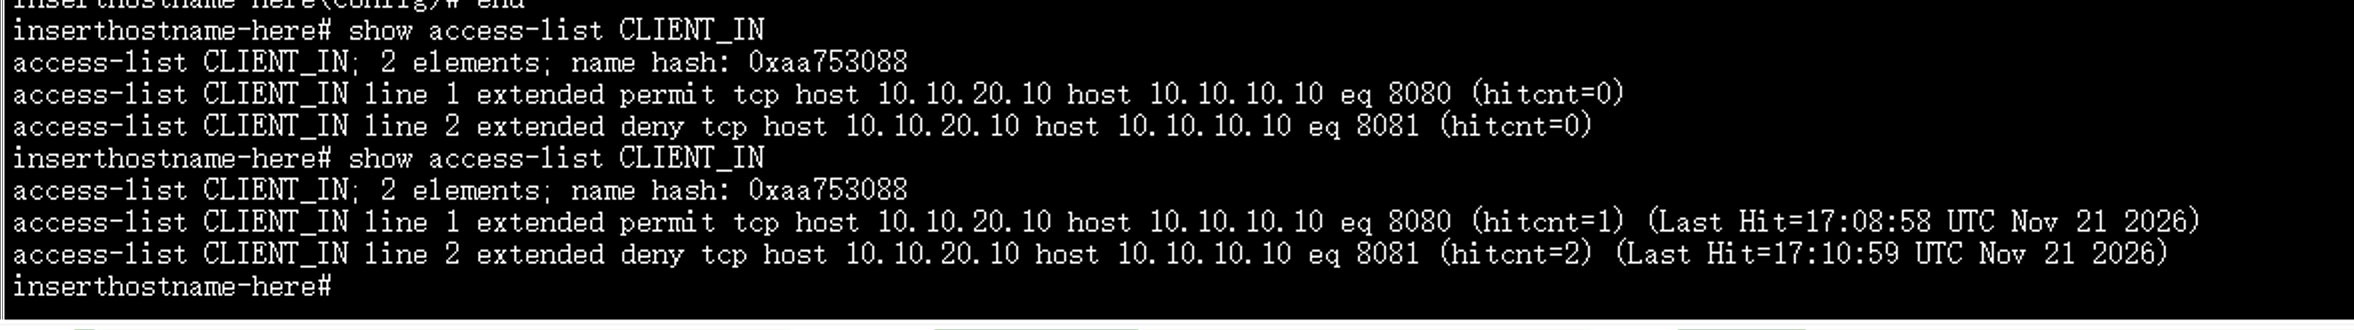 inserthostname-here(config)# end
inserthostname-here# show access-list CLIENT_IN
access-list CLIENT_IN; 2 elements; name hash: 0xaa753088
access-list CLIENT_IN line 1 extended permit tcp host 10.10.20.10 host 10.10.10.10 eq 8080 (hitcnt=0)
access-list CLIENT_IN line 2 extended deny tcp host 10.10.20.10 host 10.10.10.10 eq 8081 (hitcnt=0)
inserthostname-here# show access-list CLIENT_IN
access-list CLIENT_IN; 2 elements; name hash: 0xaa753088
access-list CLIENT_IN line 1 extended permit tcp host 10.10.20.10 host 10.10.10.10 eq 8080 (hitcnt=1) (Last Hit=17:08:58 UTC Nov 21 2026)
access-list CLIENT_IN line 2 extended deny tcp host 10.10.20.10 host 10.10.10.10 eq 8081 (hitcnt=2) (Last Hit=17:10:59 UTC Nov 21 2026)
inserthostname-here#